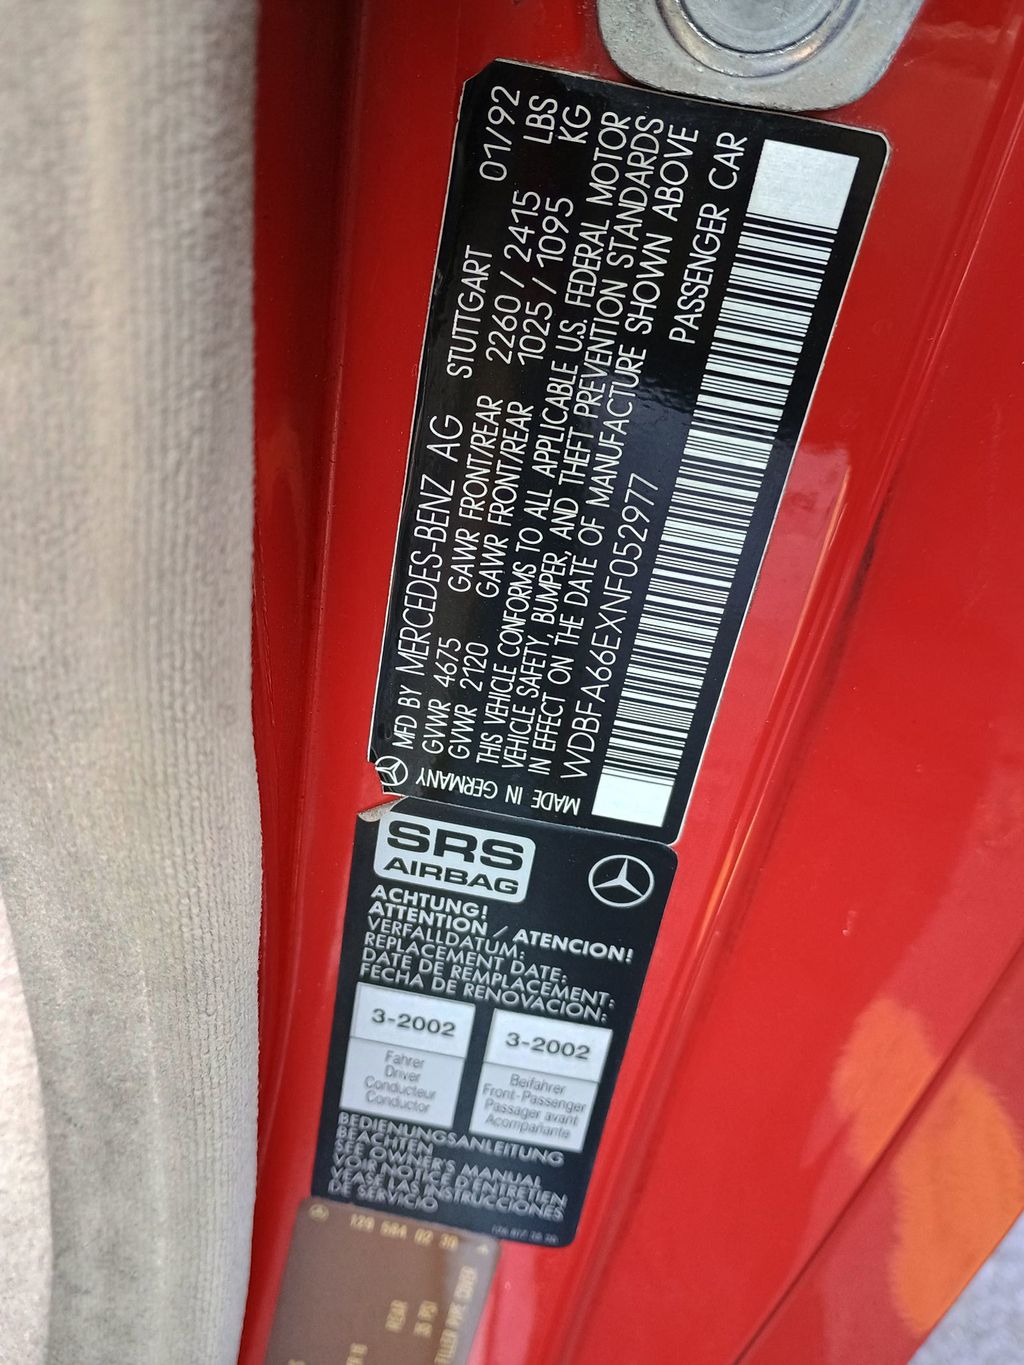 MFD BY MERCEDES-BENZ AG STUTTGART 01/92
GVWR 4675 GAWR FRONT/REAR 2260 / 2415 LBS
GVWR 2120 GAWR FRONT/REAR 1025 / 1095 KG
THIS VEHICLE CONFORMS TO ALL APPLICABLE U.S. FEDERAL MOTOR
VEHICLE SAFETY, BUMPER, AND THEFT PREVENTION STANDARDS
IN EFFECT ON THE DATE OF MANUFACTURE SHOWN ABOVE
WDBFA66EXNF052977 PASSENGER CAR
MADE IN GERMANY
SRS
AIRBAG
ACHTUNG!
ATTENTION / ATENCION!
VERFALLDATUM:
REPLACEMENT DATE:
DATE DE REMPLACEMENT:
FECHA DE RENOVACION:
3-2002
Fahrer
Driver
Conducteur
Conductor
3-2002
Beifahrer
Front-Passenger
Passager avant
Acompañante
BEDIENUNGSANLEITUNG
BEACHTEN
SEE OWNER'S MANUAL
VOIR NOTICE D'ENTRETIEN
VEASE LAS INSTRUCCIONES
DE SERVICIO
129 584 02 39
REAR